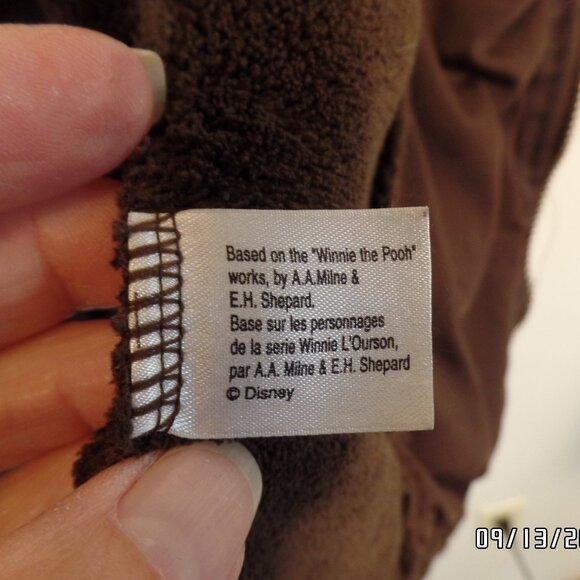 Based on the "Winnie the Pooh"
works, by A.A.Milne &
E.H. Shepard.
Base sur les personnages
de la serie Winnie L'Ourson,
par A.A. Milne & E.H. Shepard
© Disney
09/13/20